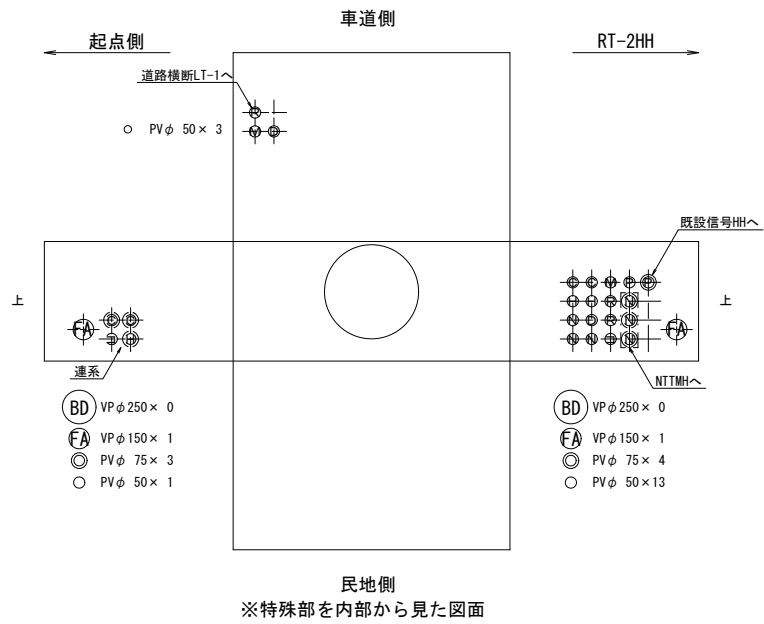 車道側
起点側
RT-2HH
道路横断LT-1へ
PVφ 50× 3
既設信号HHへ
上
上
FA
FA
連系
NTTMHへ
BD VPφ250× 0
FA VPφ150× 1
PVφ 75× 3
PVφ 50× 1
BD VPφ250× 0
FA VPφ150× 1
PVφ 75× 4
PVφ 50×13
民地側
※特殊部を内部から見た図面